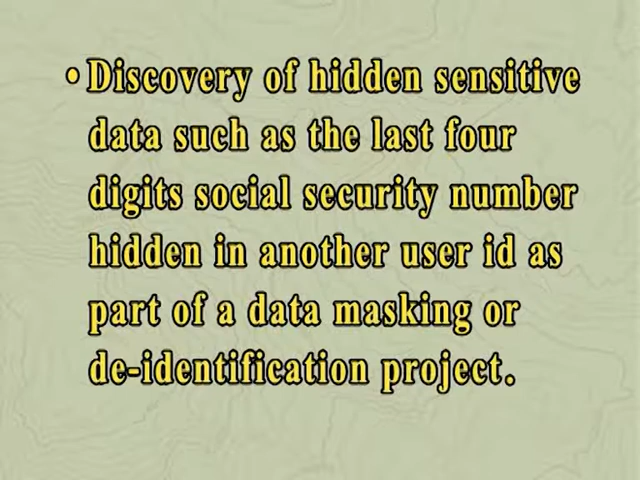 • Discovery of hidden sensitive
data such as the last four
digits social security number
hidden in another user id as
part of a data masking or
de-identification project.